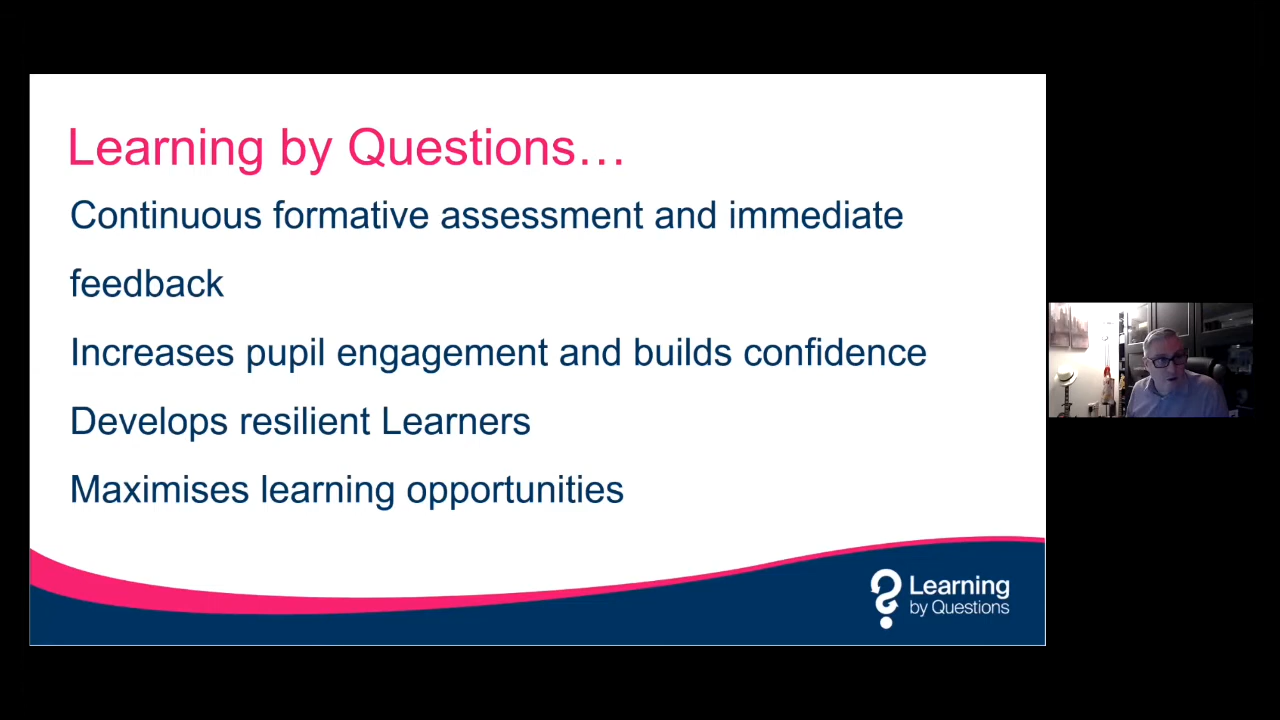 Learning by Questions…
Continuous formative assessment and immediate
feedback
Increases pupil engagement and builds confidence
Develops resilient Learners
Maximises learning opportunities
Learning
by Questions